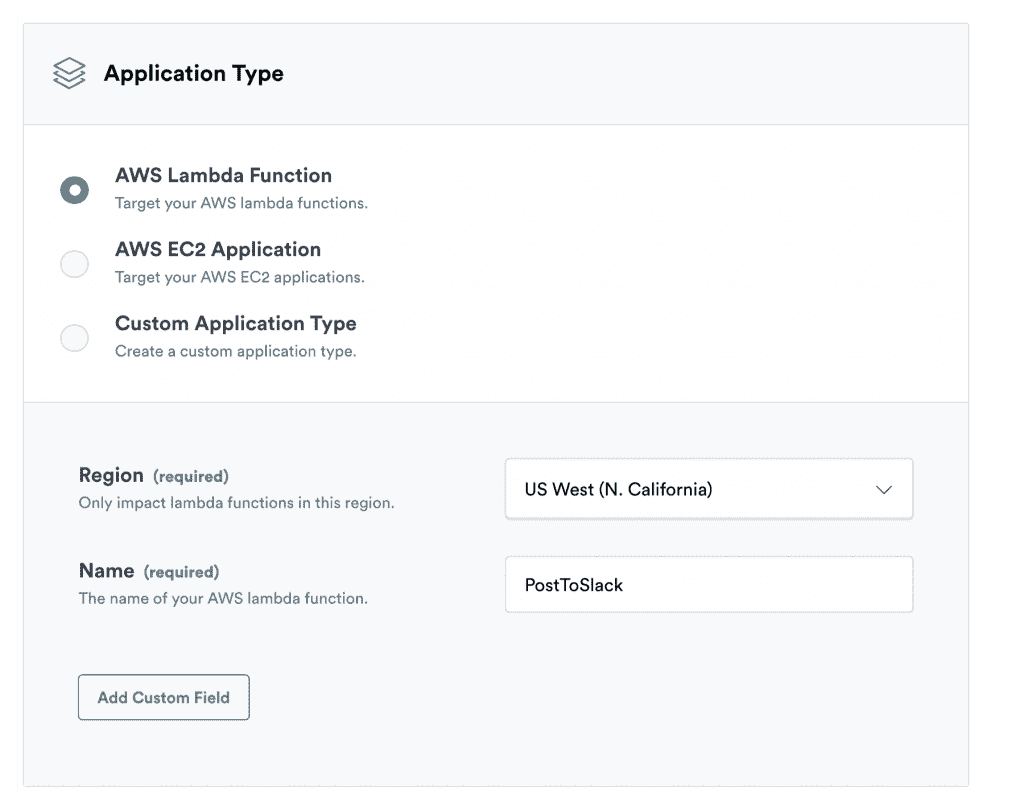 Application Type
AWS Lambda Function
Target your AWS lambda functions.
AWS EC2 Application
Target your AWS EC2 applications.
Custom Application Type
Create a custom application type.
Region (required)
Only impact lambda functions in this region.
US West (N. California)
Name (required)
The name of your AWS lambda function.
PostToSlack
Add Custom Field